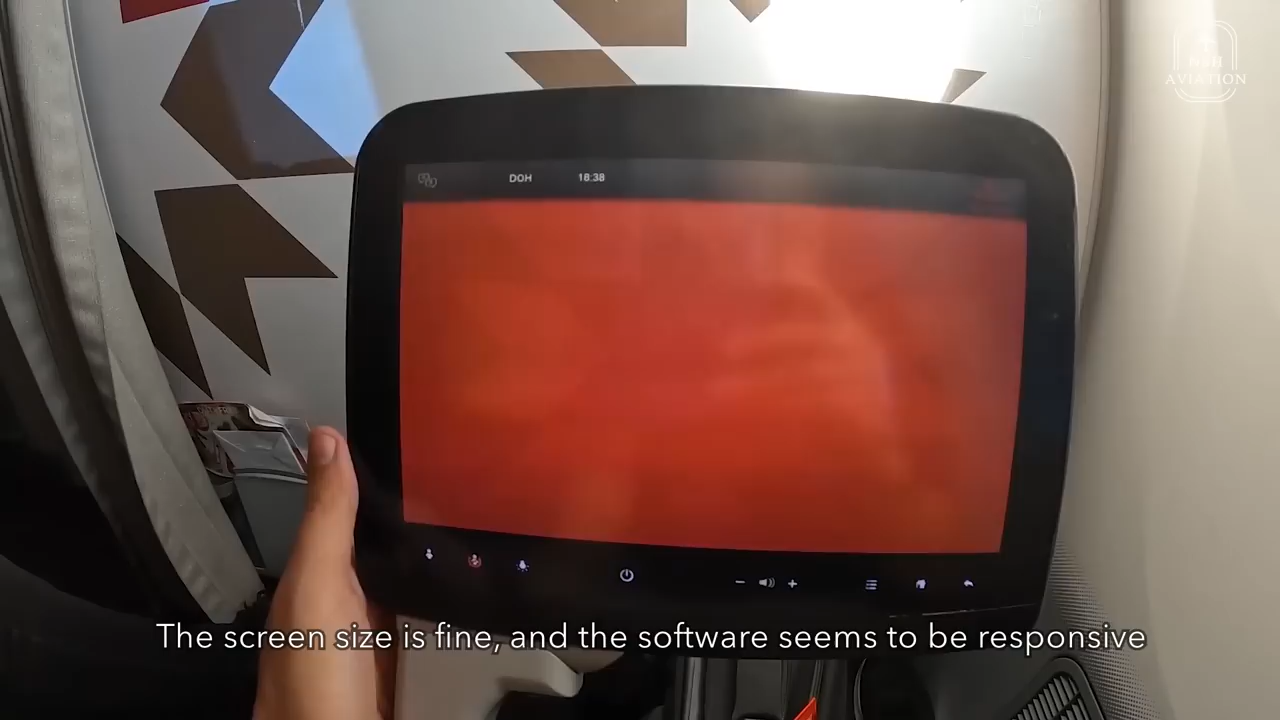 AVIATION
DOH 18:38
The screen size is fine, and the software seems to be responsive